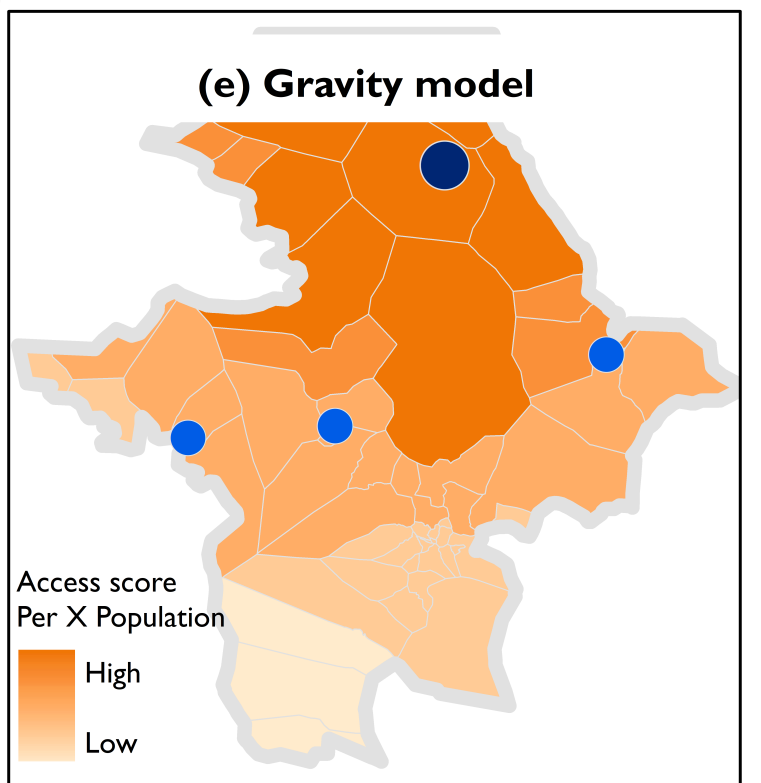 (e) Gravity model
Access score
Per X Population
High
Low